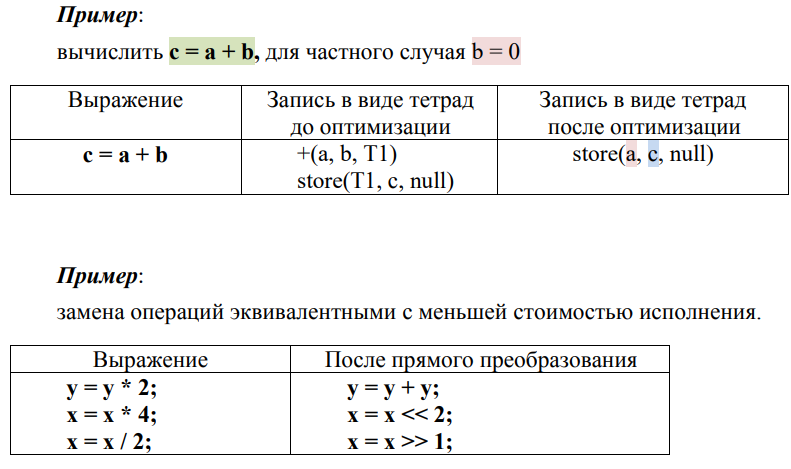 Пример:
вычислить c = a + b, для частного случая b = 0
Выражение
Запись в виде тетрад
до оптимизации
Запись в виде тетрад
после оптимизации
c = a + b
+(a, b, T1)
store(T1, c, null)
store(a, c, null)
Пример:
замена операций эквивалентными с меньшей стоимостью исполнения.
Выражение
После прямого преобразования
y = y * 2;
x = x * 4;
x = x / 2;
y = y + y;
x = x << 2;
x = x >> 1;